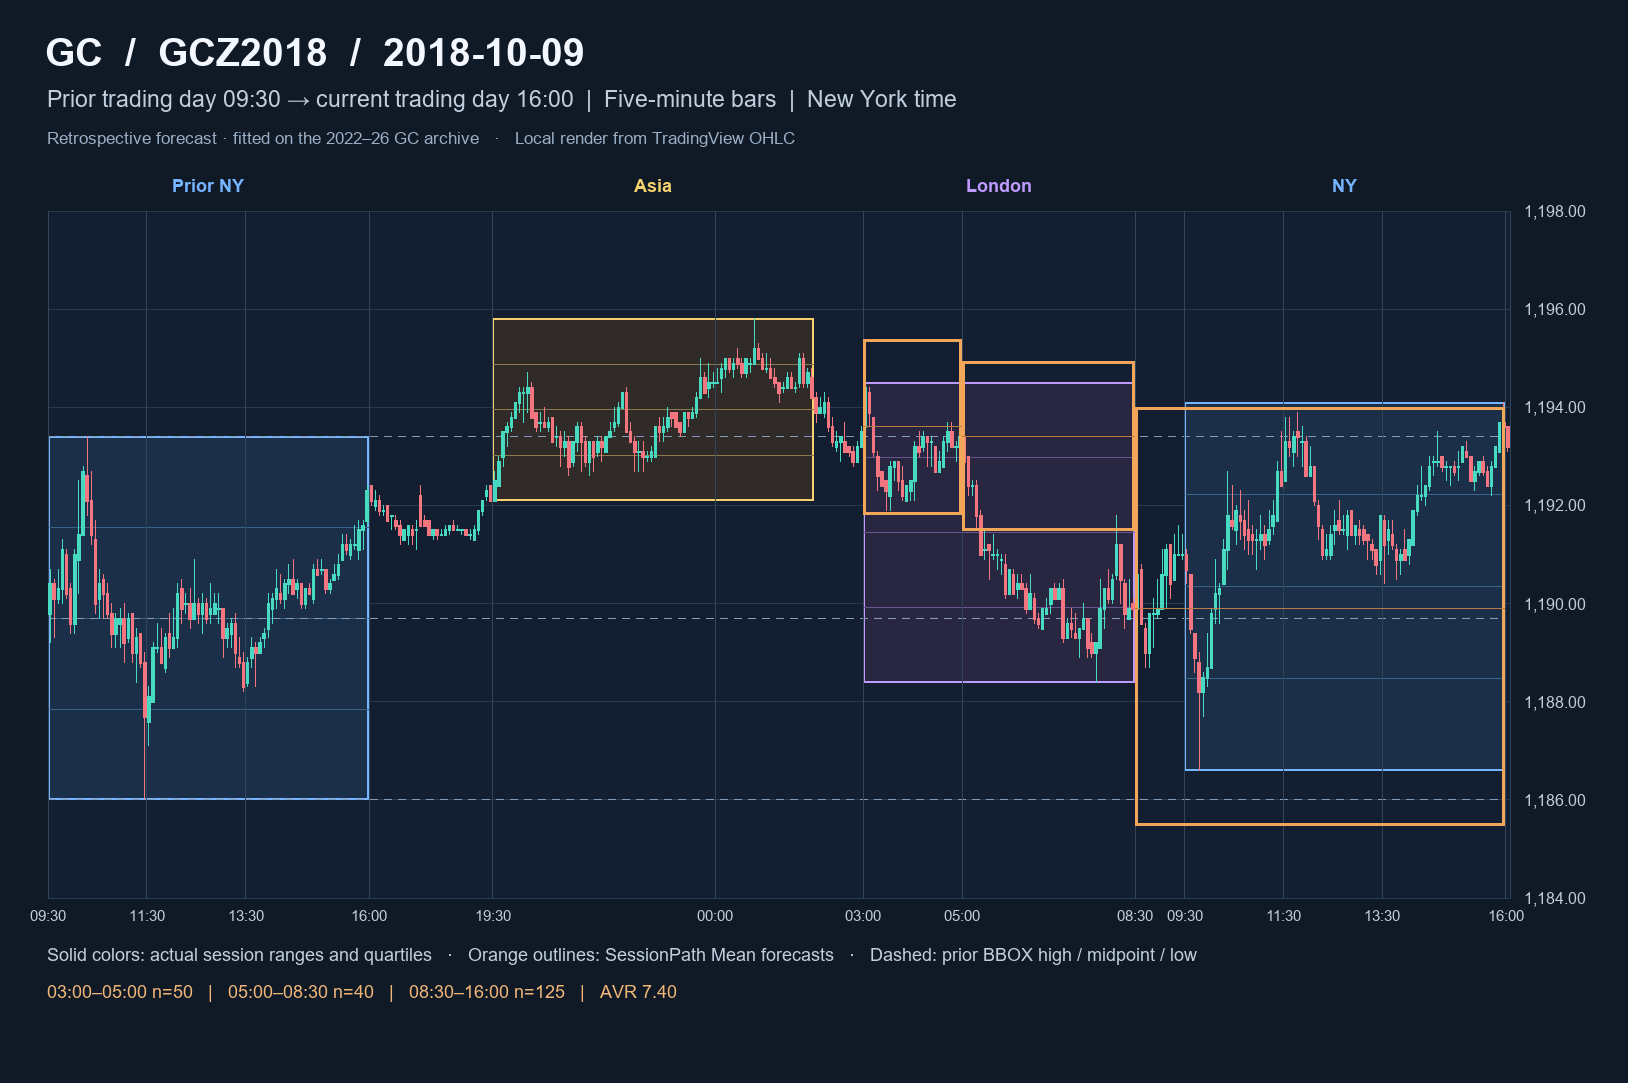 GC / GCZ2018 / 2018-10-09
Prior trading day 09:30 → current trading day 16:00 | Five-minute bars | New York time
Retrospective forecast · fitted on the 2022–26 GC archive · Local render from TradingView OHLC
Prior NY Asia London NY
1,198.00
1,196.00
1,194.00
1,192.00
1,190.00
1,188.00
1,186.00
1,184.00
09:30 11:30 13:30 16:00 19:30 00:00 03:00 05:00 08:30 09:30 11:30 13:30 16:00
Solid colors: actual session ranges and quartiles · Orange outlines: SessionPath Mean forecasts · Dashed: prior BBOX high / midpoint / low
03:00–05:00 n=50 | 05:00–08:30 n=40 | 08:30–16:00 n=125 | AVR 7.40